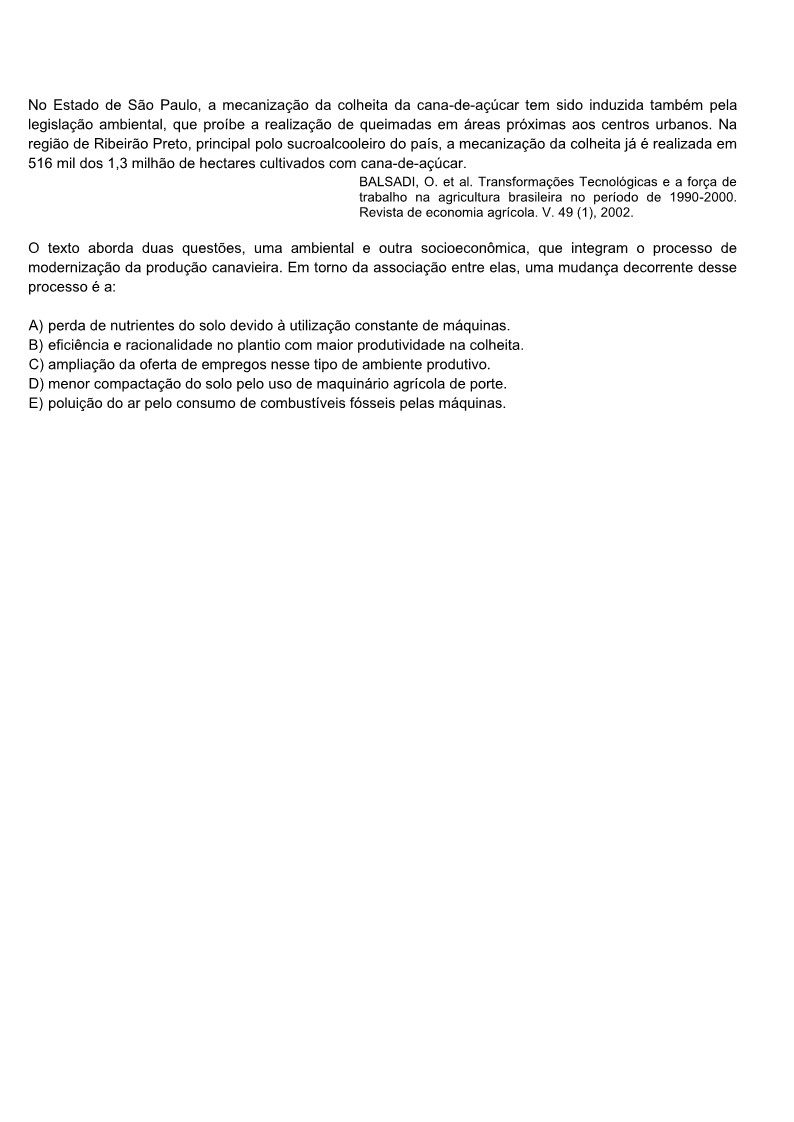 No Estado de São Paulo, a mecanização da colheita da cana-de-açúcar tem sido induzida também pela
legislação ambiental, que proíbe a realização de queimadas em áreas próximas aos centros urbanos. Na
região de Ribeirão Preto, principal polo sucroalcooleiro do país, a mecanização da colheita já é realizada em
516 mil dos 1,3 milhão de hectares cultivados com cana-de-açúcar.
BALSADI, O. et al. Transformações Tecnológicas e a força de
trabalho na agricultura brasileira no período de 1990-2000.
Revista de economia agrícola. V. 49 (1), 2002.
O texto aborda duas questões, uma ambiental e outra socioeconômica, que integram o processo de
modernização da produção canavieira. Em torno da associação entre elas, uma mudança decorrente desse
processo é a:
A) perda de nutrientes do solo devido à utilização constante de máquinas.
B) eficiência e racionalidade no plantio com maior produtividade na colheita.
C) ampliação da oferta de empregos nesse tipo de ambiente produtivo.
D) menor compactação do solo pelo uso de maquinário agrícola de porte.
E) poluição do ar pelo consumo de combustíveis fósseis pelas máquinas.